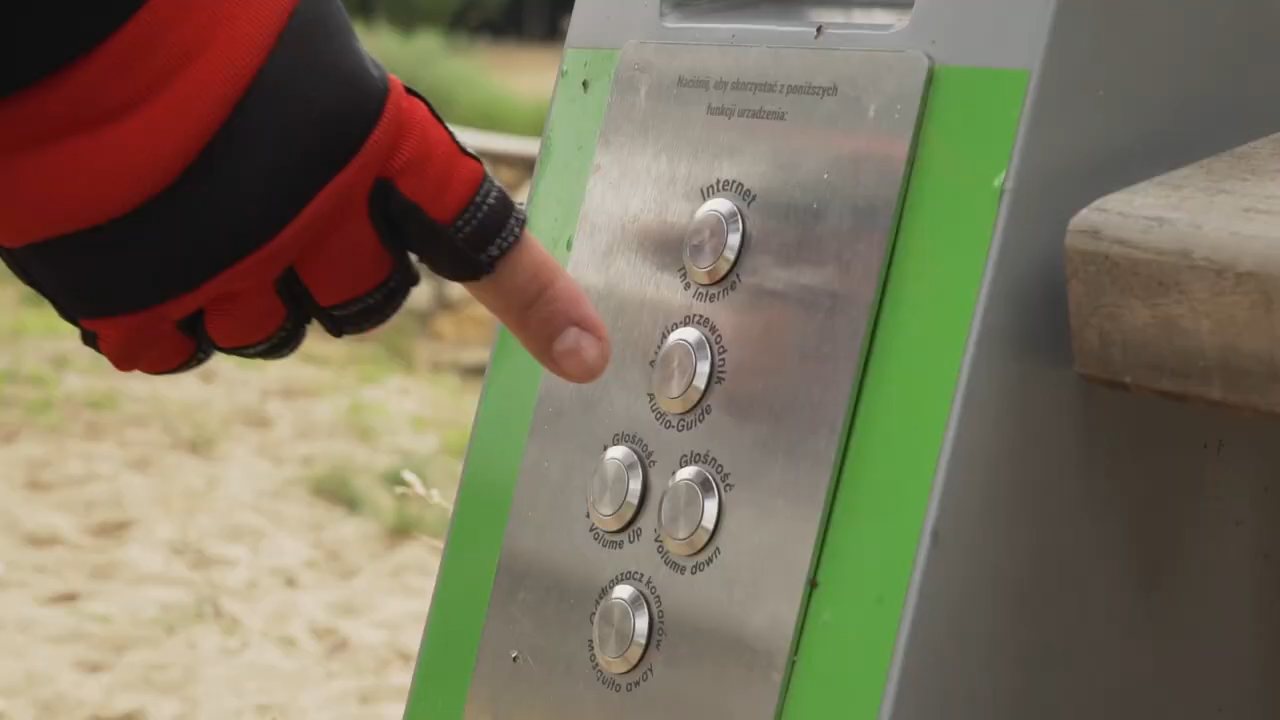 Naciśnij, aby skorzystać z poniższych
funkcji urządzenia:
Internet
The Internet
Audio-przewodnik
Audio-Guide
+ Głośność
+ Volume Up
- Głośność
-Volume down
Odstraszacz komarów
Mosquito away